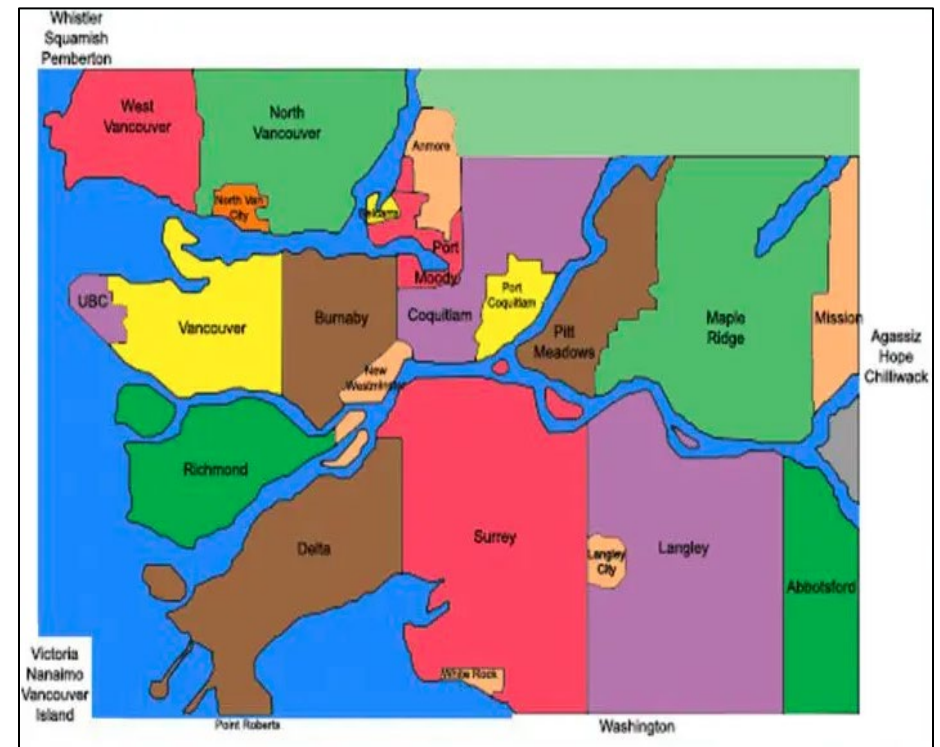 Whistler
Squamish
Pemberton
West
Vancouver
North
Vancouver
Anmore
North Van
City
Belcarra
Port
Moody
UBC
Vancouver
Burnaby
Coquitlam
Port
Coquitlam
Pitt
Meadows
Maple
Ridge
Mission
Agassiz
Hope
Chilliwack
New
Westminster
Richmond
Delta
Surrey
Langley
City
Langley
Abbotsford
White Rock
Victoria
Nanaimo
Vancouver
Island
Point Roberts
Washington